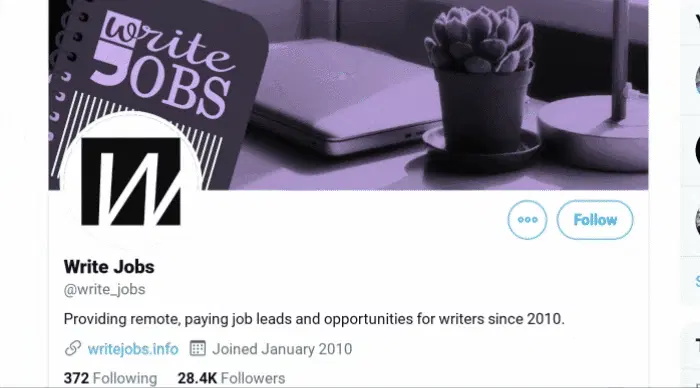 write
JOBS
W
Follow
Write Jobs
@write_jobs
Providing remote, paying job leads and opportunities for writers since 2010.
writejobs.info Joined January 2010
372 Following 28.4K Followers